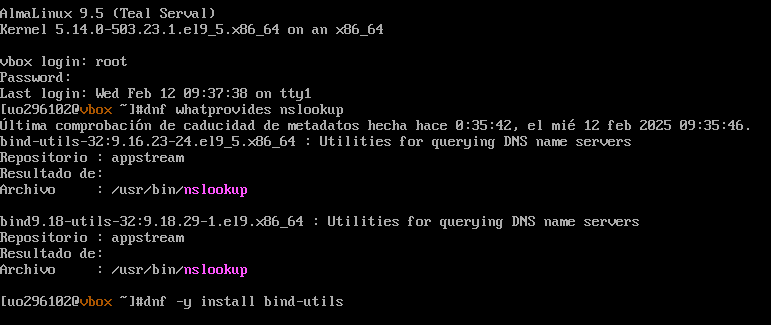 AlmaLinux 9.5 (Teal Serval)
Kernel 5.14.0-503.23.1.el9_5.x86_64 on an x86_64
vbox login: root
Password:
Last login: Wed Feb 12 09:37:38 on tty1
[uo296102@vbox ~]#dnf whatprovides nslookup
Última comprobación de caducidad de metadatos hecha hace 0:35:42, el mié 12 feb 2025 09:35:46.
bind-utils-32:9.16.23-24.el9_5.x86_64 : Utilities for querying DNS name servers
Repositorio : appstream
Resultado de:
Archivo     : /usr/bin/nslookup
bind9.18-utils-32:9.18.29-1.el9.x86_64 : Utilities for querying DNS name servers
Repositorio : appstream
Resultado de:
Archivo     : /usr/bin/nslookup
[uo296102@vbox ~]#dnf -y install bind-utils